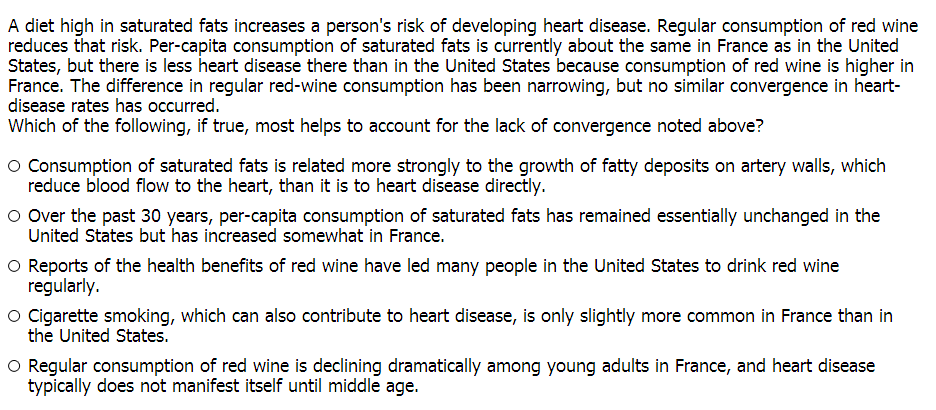 A diet high in saturated fats increases a person's risk of developing heart disease. Regular consumption of red wine
reduces that risk. Per-capita consumption of saturated fats is currently about the same in France as in the United
States, but there is less heart disease there than in the United States because consumption of red wine is higher in
France. The difference in regular red-wine consumption has been narrowing, but no similar convergence in heart-
disease rates has occurred.
Which of the following, if true, most helps to account for the lack of convergence noted above?
Consumption of saturated fats is related more strongly to the growth of fatty deposits on artery walls, which
reduce blood flow to the heart, than it is to heart disease directly.
Over the past 30 years, per-capita consumption of saturated fats has remained essentially unchanged in the
United States but has increased somewhat in France.
Reports of the health benefits of red wine have led many people in the United States to drink red wine
regularly.
Cigarette smoking, which can also contribute to heart disease, is only slightly more common in France than in
the United States.
Regular consumption of red wine is declining dramatically among young adults in France, and heart disease
typically does not manifest itself until middle age.